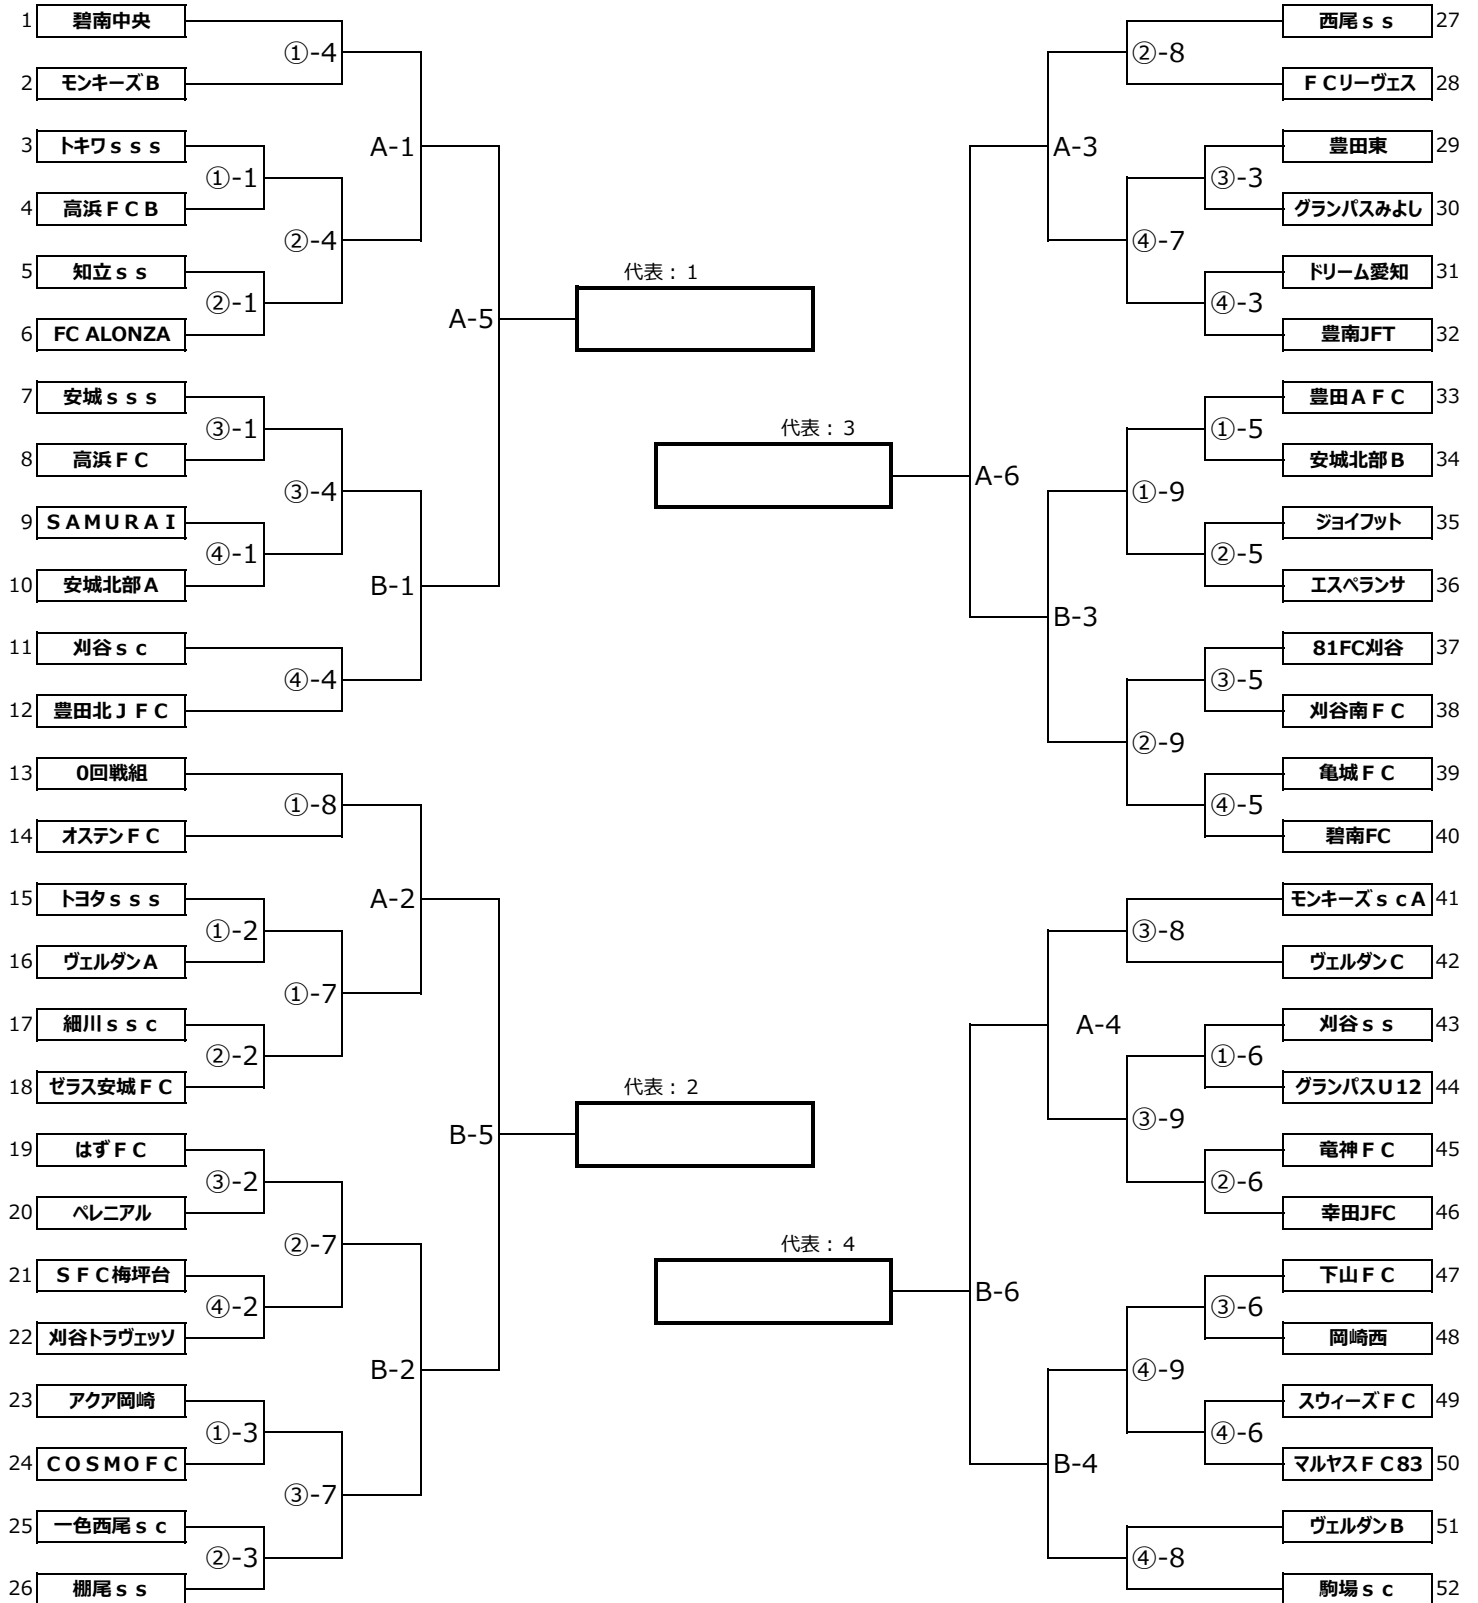 1 碧南中央
①-4
2 モンキーズB
3 トキワｓｓｓ
①-1
4 高浜ＦＣＢ
A-1
②-4
5 知立ｓｓ
②-1
6 FC ALONZA
A-5
7 安城ｓｓｓ
③-1
8 高浜ＦＣ
③-4
9 ＳＡＭＵＲＡＩ
④-1
10 安城北部Ａ
B-1
11 刈谷ｓｃ
④-4
12 豊田北ＪＦＣ
代表：1
13 0回戦組
①-8
14 オステンＦＣ
15 トヨタｓｓｓ
①-2
16 ヴェルダンＡ
A-2
①-7
17 細川ｓｓｃ
②-2
18 ゼラス安城ＦＣ
B-5
19 はずＦＣ
③-2
20 ペレニアル
②-7
21 ＳＦＣ梅坪台
④-2
22 刈谷トラヴェッソ
B-2
23 アクア岡崎
①-3
24 ＣＯＳＭＯＦＣ
③-7
25 一色西尾ｓｃ
②-3
26 棚尾ｓｓ
代表：2
西尾ｓｓ 27
②-8
ＦＣリーヴェス 28
豊田東 29
③-3
グランパスみよし 30
A-3
④-7
ドリーム愛知 31
④-3
豊南JFT 32
代表：3
A-6
豊田ＡＦＣ 33
①-5
安城北部Ｂ 34
①-9
ジョイフット 35
②-5
エスペランサ 36
B-3
81FC刈谷 37
③-5
刈谷南ＦＣ 38
②-9
亀城ＦＣ 39
④-5
碧南FC 40
モンキーズｓｃＡ 41
③-8
ヴェルダンＣ 42
A-4
刈谷ｓｓ 43
①-6
グランパスＵ12 44
③-9
竜神ＦＣ 45
②-6
幸田JFC 46
代表：4
B-6
下山ＦＣ 47
③-6
岡崎西 48
④-9
スウィーズＦＣ 49
④-6
マルヤスＦＣ83 50
B-4
ヴェルダンＢ 51
④-8
駒場ｓｃ 52